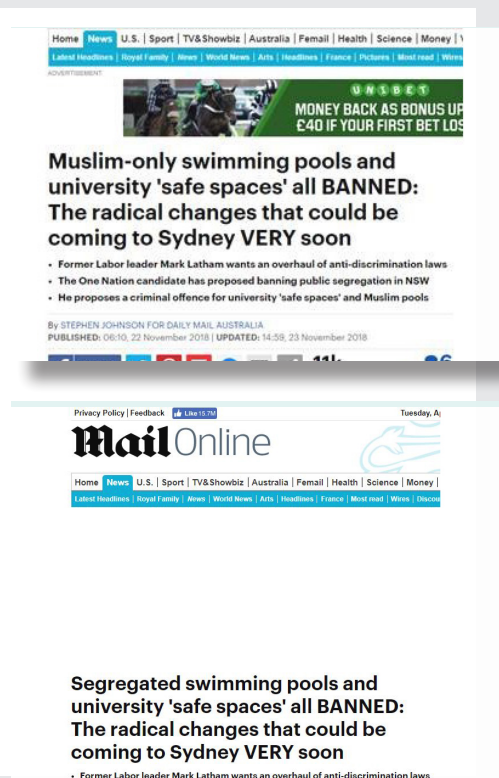 Home News U.S. | Sport | TV&Showbiz | Australia | Femail | Health | Science | Money |
Latest Headlines | Royal Family | News | World News | Arts | Headlines | France | Pictures | Most read | Wires
ADVERTISEMENT
UNIBET
MONEY BACK AS BONUS UP
£40 IF YOUR FIRST BET LOS
Muslim-only swimming pools and
university 'safe spaces' all BANNED:
The radical changes that could be
coming to Sydney VERY soon
• Former Labor leader Mark Latham wants an overhaul of anti-discrimination laws
• The One Nation candidate has proposed banning public segregation in NSW
• He proposes a criminal offence for university 'safe spaces' and Muslim pools
By STEPHEN JOHNSON FOR DAILY MAIL AUSTRALIA
PUBLISHED: 06:10, 22 November 2018 | UPDATED: 14:59, 23 November 2018
Privacy Policy | Feedback Like 15.7M Tuesday, A
Mail Online
Home News U.S. | Sport | TV&Showbiz | Australia | Femail | Health | Science | Money |
Latest Headlines | Royal Family | News | World News | Arts | Headlines | France | Most read | Wires | Discou
Segregated swimming pools and
university 'safe spaces' all BANNED:
The radical changes that could be
coming to Sydney VERY soon
• Former Labor leader Mark Latham wants an overhaul of anti-discrimination laws